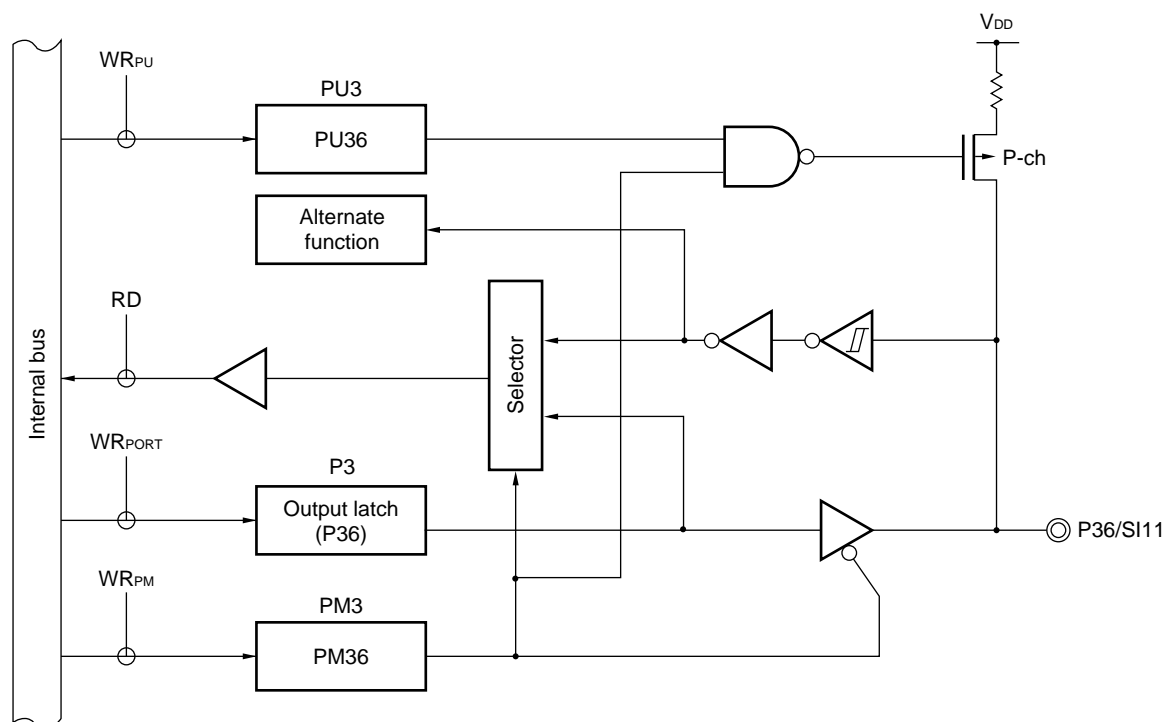 VDD
WRPU
PU3
PU36
P-ch
Alternate
function
RD
Internal bus
Selector
WRPORT
P3
Output latch
(P36)
P36/SI11
WRPM
PM3
PM36